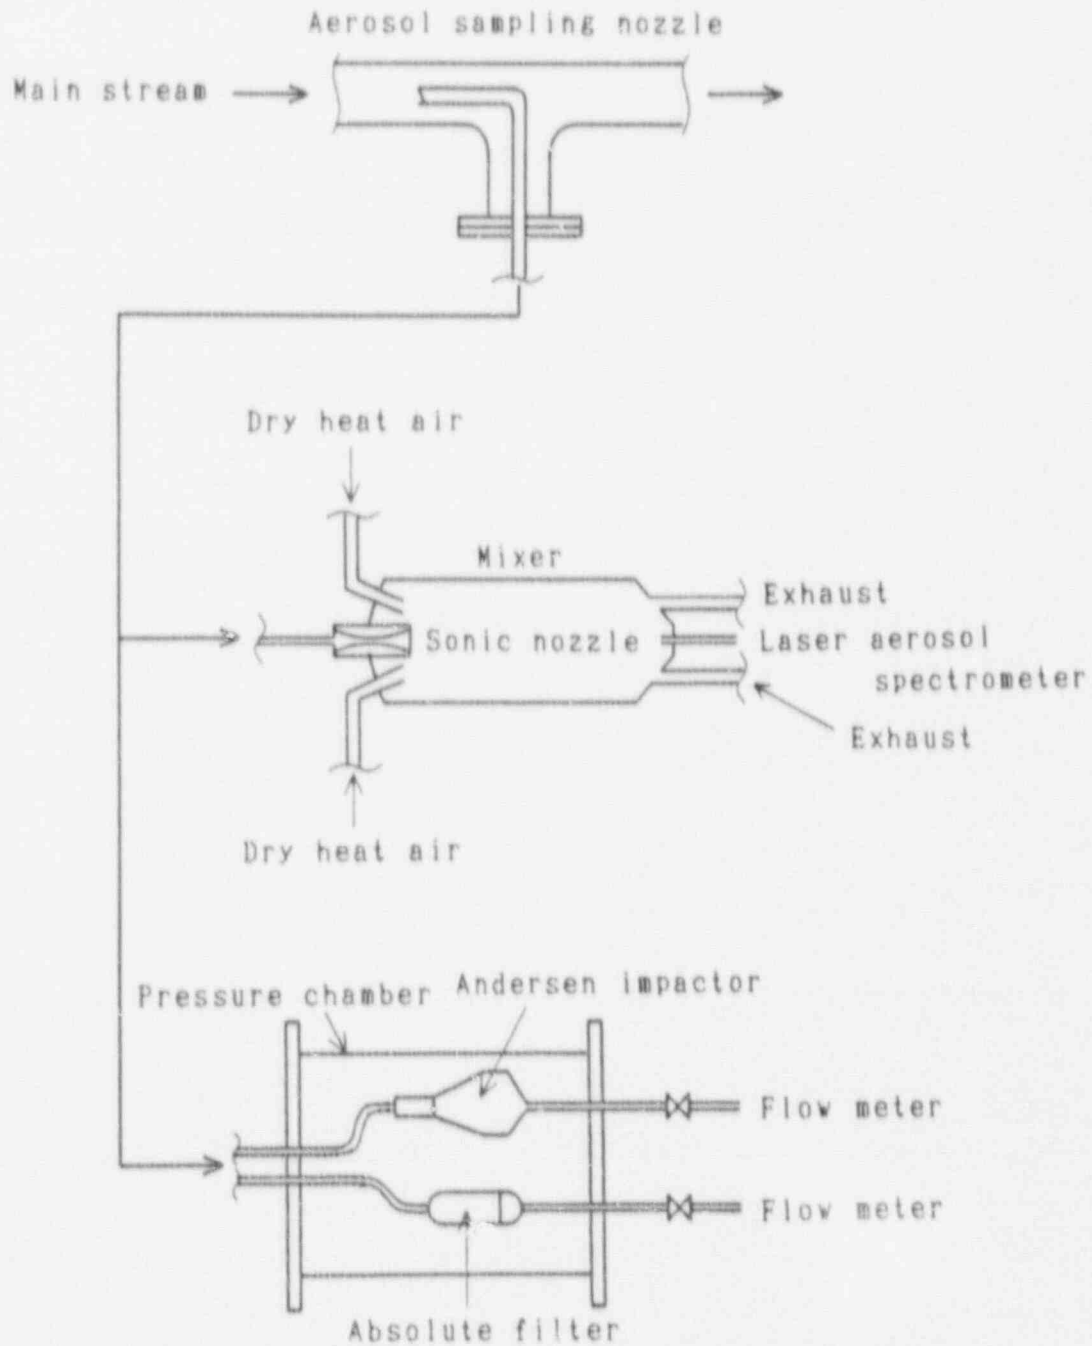 Aerosol sampling nozzle
Main stream
Dry heat air
Mixer
Exhaust
Sonic nozzle
Laser aerosol
spectrometer
Exhaust
Dry heat air
Pressure chamber
Andersen impactor
Flow meter
Flow meter
Absolute filter